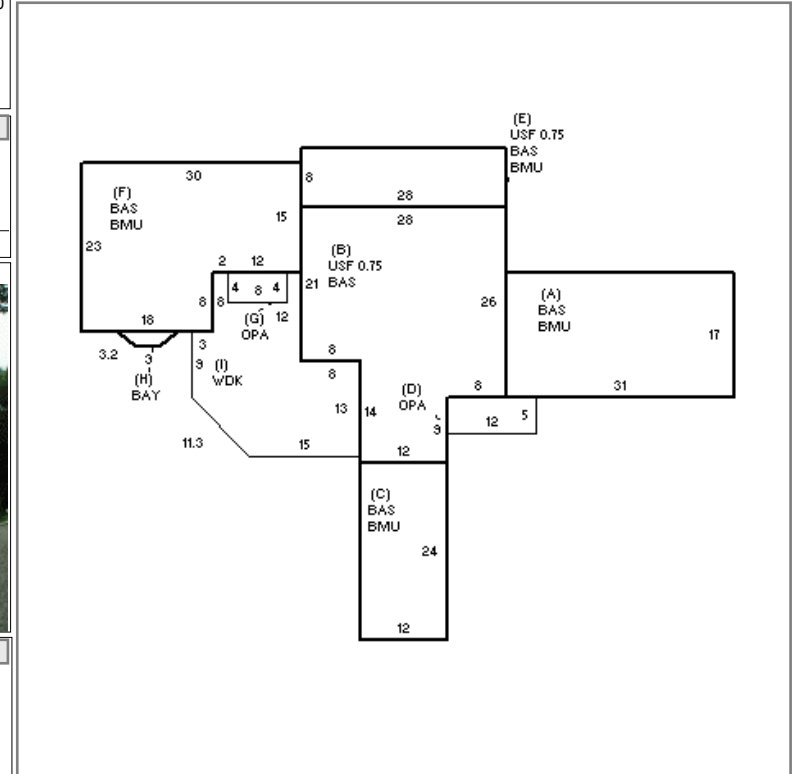 (E)
USF 0.75
BAS
BMU
30
8
(F)
BAS
BMU
28
15
28
23
(B)
USF 0.75
BAS
2 12
21
4 8 4
(A)
BAS
BMU
8 8
26
12
(G)
OPA
18
17
3
8
3.2
3
9
(I)
WDK
8
(H)
BAY
8
31
(D)
OPA
13
14
5
12
9
11.3
15
12
(C)
BAS
BMU
24
12